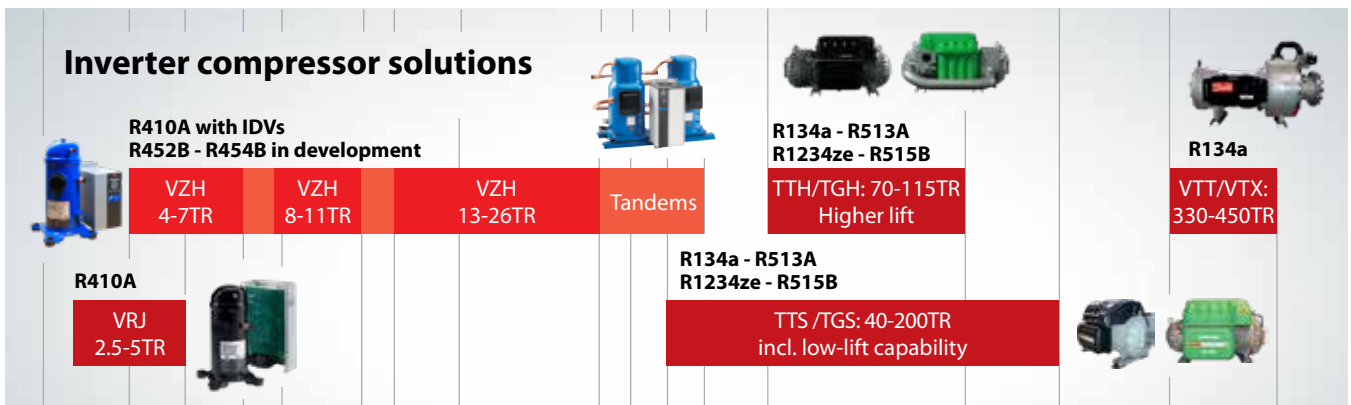 Inverter compressor solutions
R410A with IDVs
R452B - R454B in development
VZH
4-7TR
VZH
8-11TR
VZH
13-26TR
Tandems
R134a - R513A
R1234ze - R515B
TTH/TGH: 70-115TR
Higher lift
R134a
VTT/VTX:
330-450TR
R410A
VRJ
2.5-5TR
R134a - R513A
R1234ze - R515B
TTS /TGS: 40-200TR
incl. low-lift capability